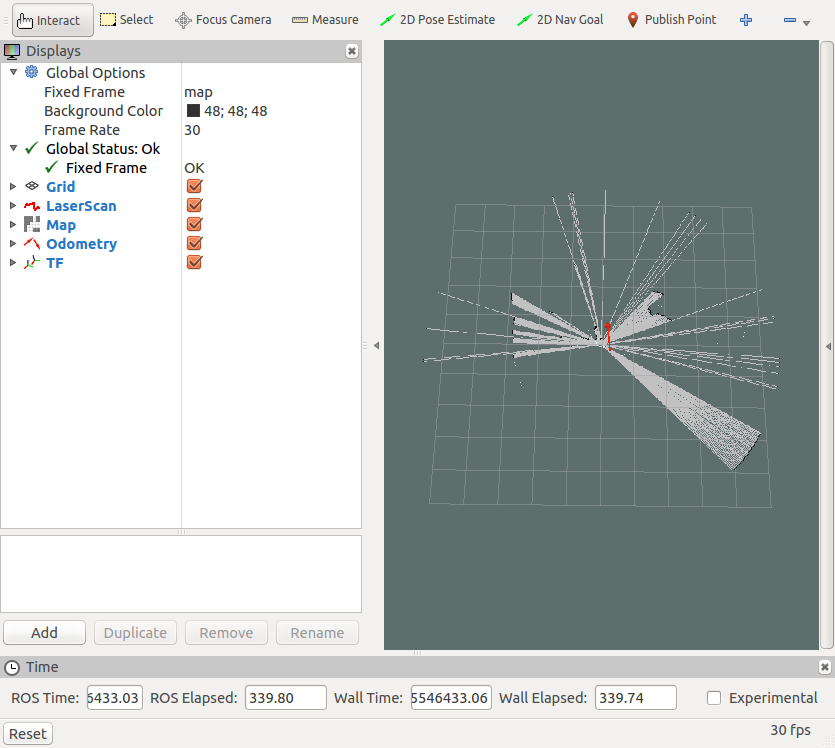 Interact Select Focus Camera Measure 2D Pose Estimate 2D Nav Goal Publish Point
Displays
Global Options
Fixed Frame map
Background Color 48; 48; 48
Frame Rate 30
Global Status: Ok
Fixed Frame OK
Grid
LaserScan
Map
Odometry
TF
Add Duplicate Remove Rename
Time
ROS Time: 6433.03 ROS Elapsed: 339.80 Wall Time: 5546433.06 Wall Elapsed: 339.74 Experimental
Reset 30 fps